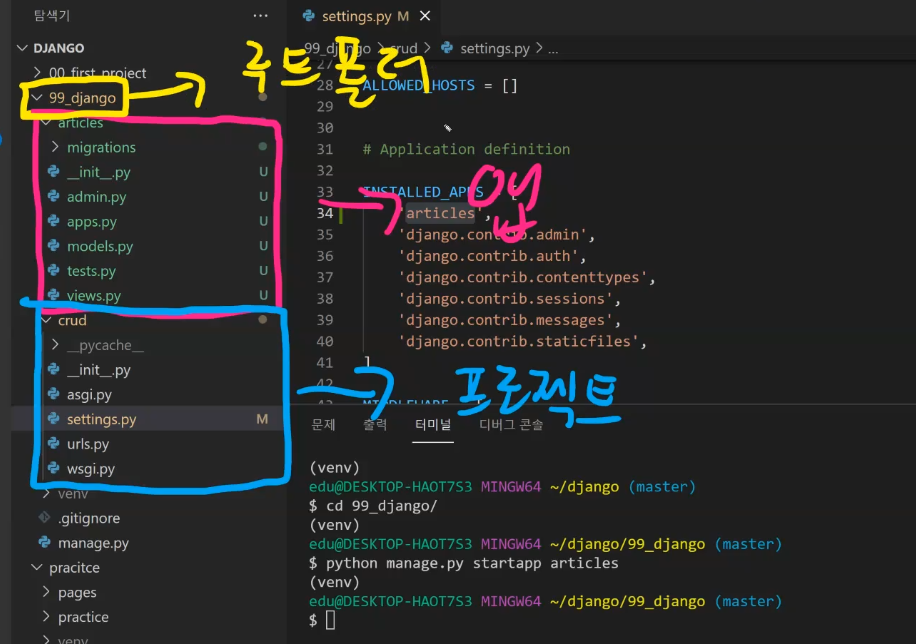 탐색기 ···
settings.py M ×
DJANGO
99_django > crud > settings.py > ...
00_first_project
루트 폴더
99_django
articles
migrations
__init__.py U
admin.py U
apps.py U
models.py U
tests.py U
views.py U
crud
__pycache__
__init__.py
asgi.py
settings.py M
urls.py
wsgi.py
venv
.gitignore
manage.py
pracitce
pages
practice
venv
27
28 ALLOWED_HOSTS = []
29
30
31 # Application definition
32
33 INSTALLED_APPS = [
34 'articles',
35 'django.contrib.admin',
36 'django.contrib.auth',
37 'django.contrib.contenttypes',
38 'django.contrib.sessions',
39 'django.contrib.messages',
40 'django.contrib.staticfiles',
41 ]
42
프로젝트
문제 출력 터미널 디버그 콘솔
(venv)
edu@DESKTOP-HAOT7S3 MINGW64 ~/django (master)
$ cd 99_django/
(venv)
edu@DESKTOP-HAOT7S3 MINGW64 ~/django/99_django (master)
$ python manage.py startapp articles
(venv)
edu@DESKTOP-HAOT7S3 MINGW64 ~/django/99_django (master)
$